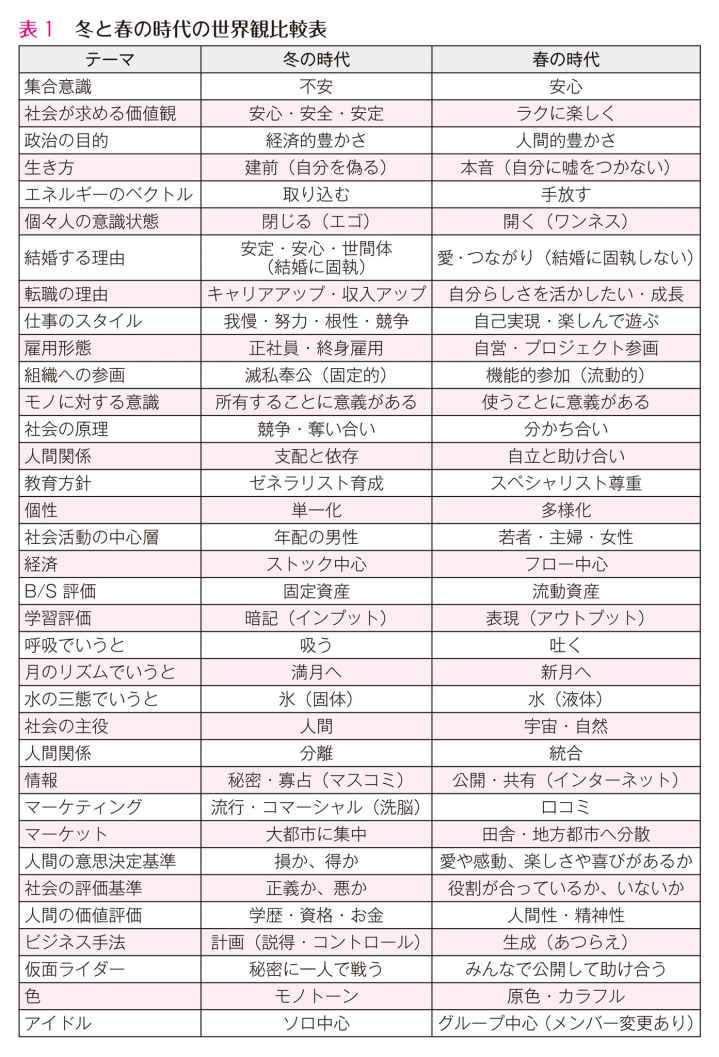 表1 冬と春の時代の世界観比較表
テーマ 冬の時代 春の時代
集合意識 不安 安心
社会が求める価値観 安心・安全・安定 ラクに楽しく
政治の目的 経済的豊かさ 人間的豊かさ
生き方 建前（自分を偽る） 本音（自分に嘘をつかない）
エネルギーのベクトル 取り込む 手放す
個々人の意識状態 閉じる（エゴ） 開く（ワンネス）
結婚する理由 安定・安心・世間体 愛・つながり（結婚に固執しない）
（結婚に固執）
転職の理由 キャリアアップ・収入アップ 自分らしさを活かしたい・成長
仕事のスタイル 我慢・努力・根性・競争 自己実現・楽しんで遊ぶ
雇用形態 正社員・終身雇用 自営・プロジェクト参画
組織への参画 滅私奉公（固定的） 機能的参加（流動的）
モノに対する意識 所有することに意義がある 使うことに意義がある
社会の原理 競争・奪い合い 分かち合い
人間関係 支配と依存 自立と助け合い
教育方針 ゼネラリスト育成 スペシャリスト尊重
個性 単一化 多様化
社会活動の中心層 年配の男性 若者・主婦・女性
経済 ストック中心 フロー中心
B/S 評価 固定資産 流動資産
学習評価 暗記（インプット） 表現（アウトプット）
呼吸でいうと 吸う 吐く
月のリズムでいうと 満月へ 新月へ
水の三態でいうと 氷（固体） 水（液体）
社会の主役 人間 宇宙・自然
人間関係 分離 統合
情報 秘密・寡占（マスコミ） 公開・共有（インターネット）
マーケティング 流行・コマーシャル（洗脳） 口コミ
マーケット 大都市に集中 田舎・地方都市へ分散
人間の意思決定基準 損か、得か 愛や感動、楽しさや喜びがあるか
社会の評価基準 正義か、悪か 役割が合っているか、いないか
人間の価値評価 学歴・資格・お金 人間性・精神性
ビジネス手法 計画（説得・コントロール） 生成（あつらえ）
仮面ライダー 秘密に一人で戦う みんなで公開して助け合う
色 モノトーン 原色・カラフル
アイドル ソロ中心 グループ中心（メンバー変更あり）